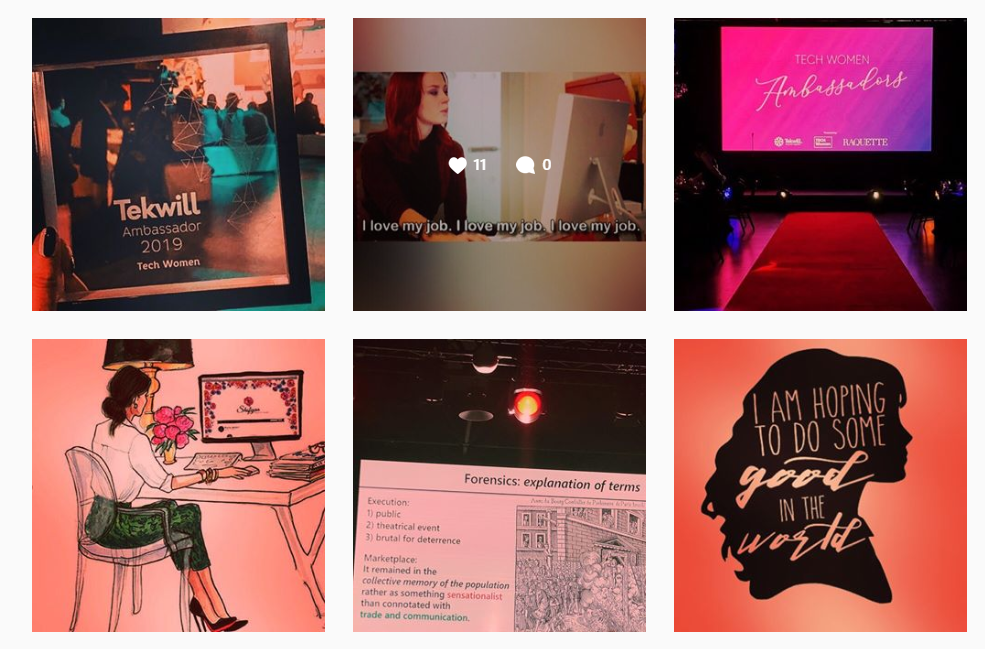 Tekwill
Ambassador
2019
Tech Women
11
0
I love my job. I love my job. I love my job.
TECH WOMEN
Ambassadors
Tekwill
RAQUETTE
Forensics: explanation of terms
Execution:
1) public
2) theatrical event
3) brutal for deterrence
Marketplace:
It remained in the
collective memory of the population
rather as something sensationalist
than connotated with
trade and communication.
I AM HOPING
TO DO SOME
good
IN THE
world